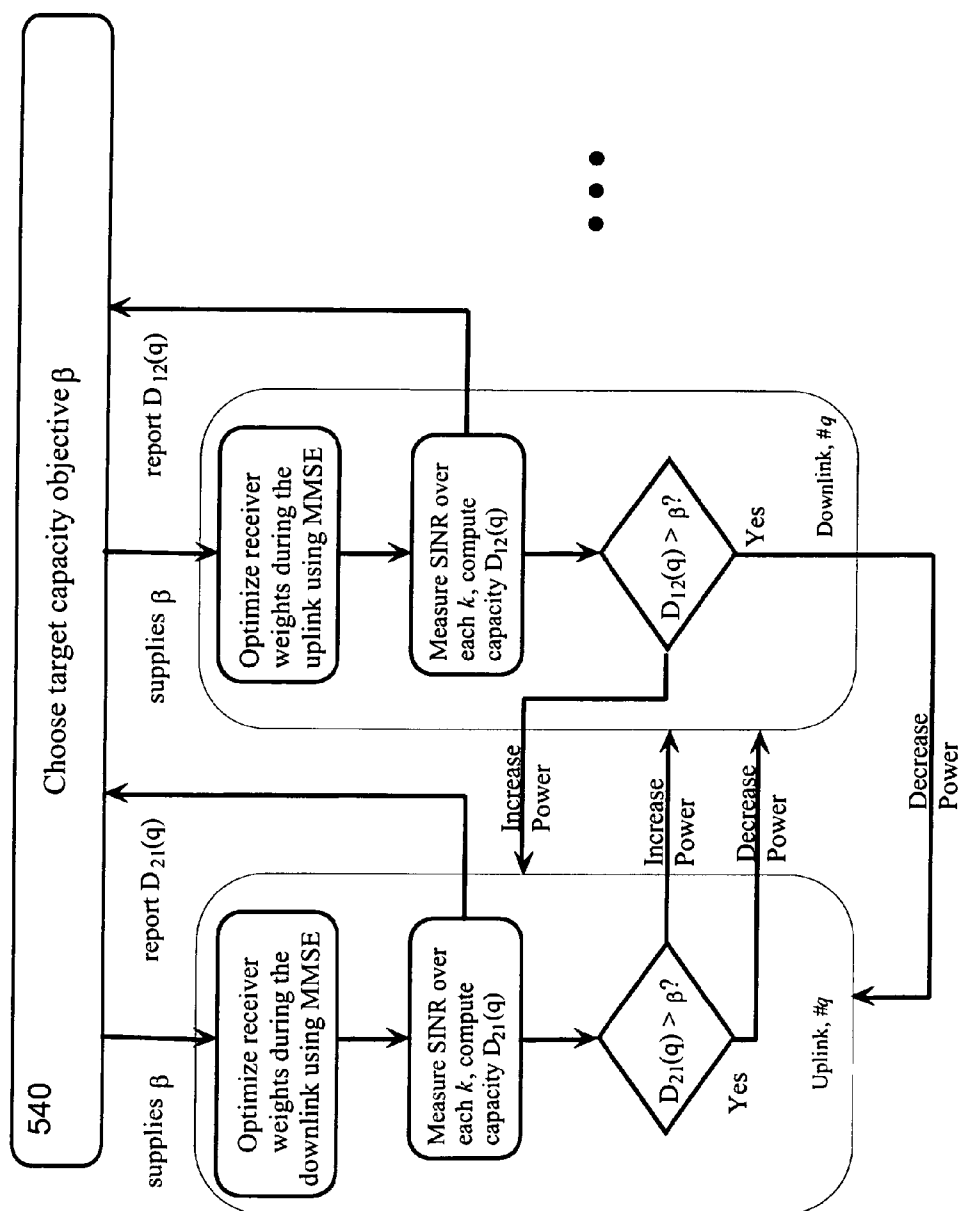 540
Choose target capacity objective β
supplies β
report D₂₁(q)
supplies β
report D₁₂(q)
Optimize receiver
weights during the
downlink using MMSE
Measure SINR over
each k, compute
capacity D₂₁(q)
D₂₁(q) > β?
Yes
Uplink, #q
Increase
Power
Increase
Power
Decrease
Power
Optimize receiver
weights during the
uplink using MMSE
Measure SINR over
each k, compute
capacity D₁₂(q)
D₁₂(q) > β?
Yes
Downlink, #q
Decrease
Power